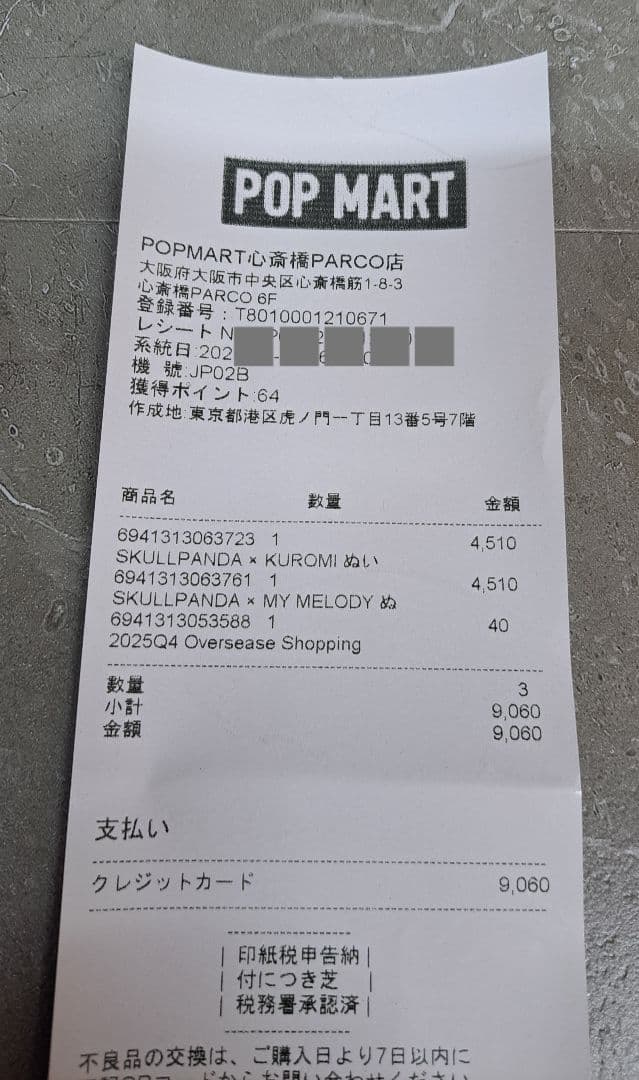 POP MART
POPMART心斎橋PARCO店
大阪府大阪市中央区心斎橋筋1-8-3
心斎橋PARCO 6F
登録番号：T8010001210671
レシート N
系統日:202
機 號:JP02B
獲得ポイント:64
作成地:東京都港区虎ノ門一丁目13番5号7階
商品名 数量 金額
6941313063723 1 4,510
SKULLPANDA × KUROMI ぬい
6941313063761 1 4,510
SKULLPANDA × MY MELODY ぬ
6941313053588 1 40
2025Q4 Oversease Shopping
数量 3
小計 9,060
金額 9,060
支払い
クレジットカード 9,060
印紙税申告納
付につき芝
税務署承認済
不良品の交換は、ご購入日より7日以内に